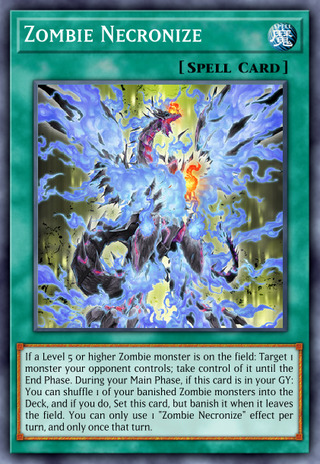 Zombie Necronize
魔
[Spell Card]
If a Level 5 or higher Zombie monster is on the field: Target 1
monster your opponent controls; take control of it until the
End Phase. During your Main Phase, if this card is in your GY:
You can shuffle 1 of your banished Zombie monsters into the
Deck, and if you do, Set this card, but banish it when it leaves
the field. You can only use 1 "Zombie Necronize" effect per
turn, and only once that turn.